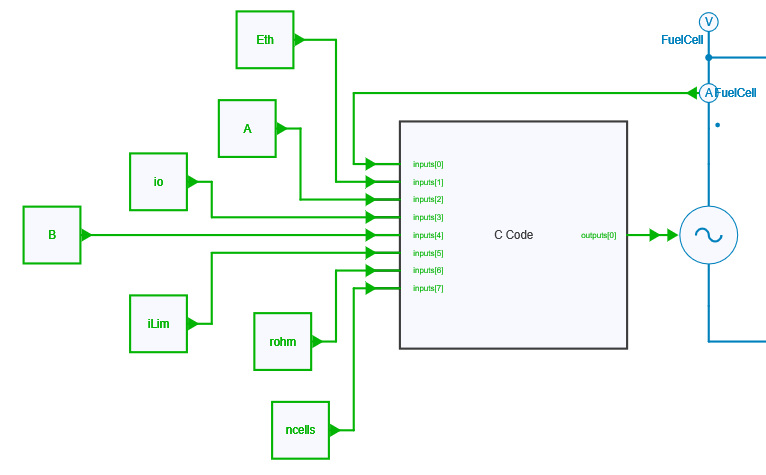 V
FuelCell
Eth
A FuelCell
A
inputs[0]
io
inputs[1]
inputs[2]
inputs[3]
B
inputs[4]
C Code
outputs[0]
inputs[5]
inputs[6]
inputs[7]
iLim
rohm
ncells